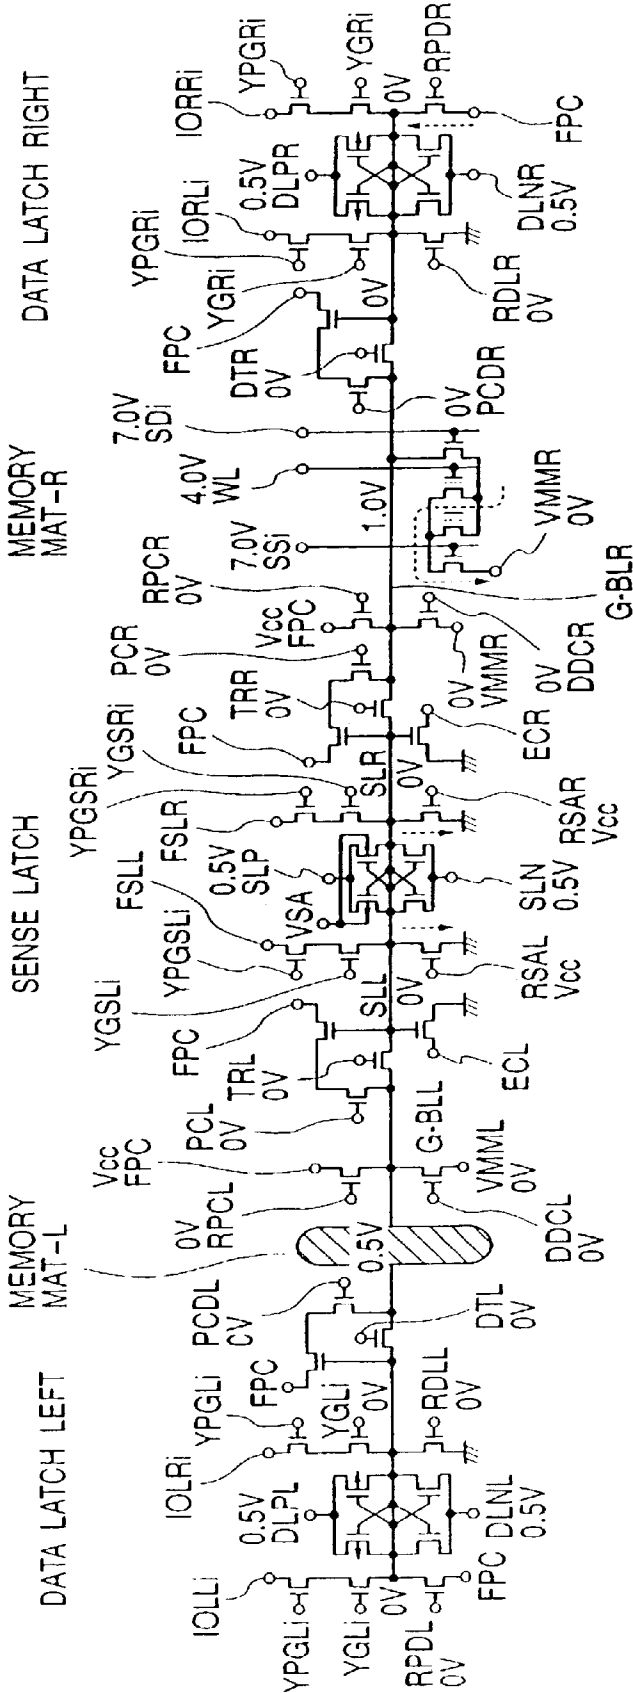 DATA LATCH LEFT
MEMORY
MAT-L
SENSE LATCH
MEMORY
MAT-R
DATA LATCH RIGHT
IOLLi
YPGLi
YGLi
0V
RPDL
0V
FPC
0.5V
DLPL
DLNL
0.5V
IOLRi
YPGLi
YGLi
0V
RDLL
0V
FPC
PCDL
CV
DTL
0V
0.5V
Vcc
FPC
0V
RPCL
DDCL
0V
VMML
0V
G-BLL
PCL
0V
TRL
0V
FPC
ECL
SLL
0V
YGSLi
YPGSLi
FSLL
RSAL
Vcc
VSA
0.5V
SLP
SLN
0.5V
FSLR
YPGSRi
YGSRi
RSAR
Vcc
SLR
0V
FPC
ECR
TRR
0V
PCR
0V
Vcc
FPC
RPCR
0V
0V
VMMR
0V
DDCR
G-BLR
7.0V
SSi
1.0V
4.0V
WL
7.0V
SDi
VMMR
0V
0V
PCDR
DTR
0V
FPC
0V
YGRi
YPGRi
IORLi
RDLR
0V
0.5V
DLPR
DLNR
0.5V
IORRi
YPGRi
YGRi
0V
RPDR
FPC